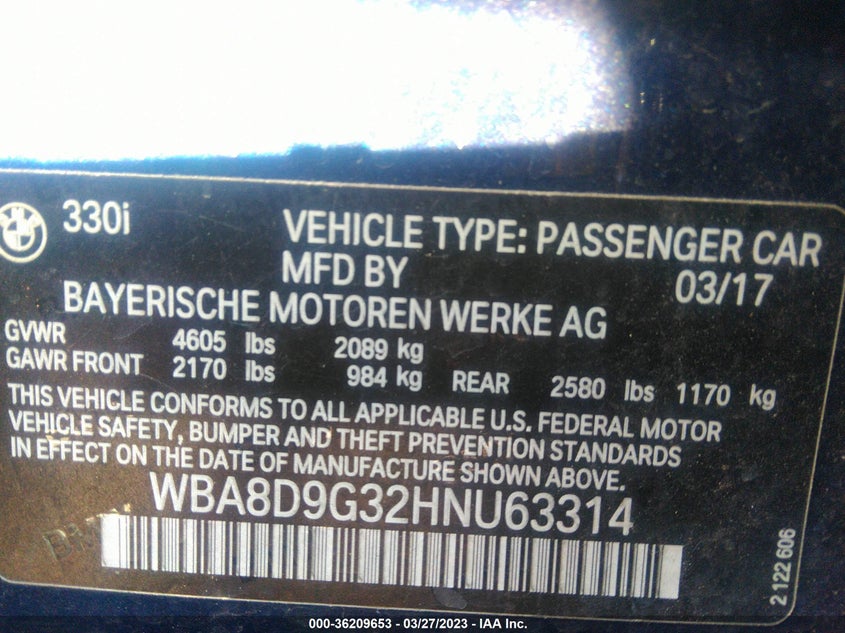 330i
VEHICLE TYPE: PASSENGER CAR
MFD BY 03/17
BAYERISCHE MOTOREN WERKE AG
GVWR 4605 lbs 2089 kg
GAWR FRONT 2170 lbs 984 kg REAR 2580 lbs 1170 kg
THIS VEHICLE CONFORMS TO ALL APPLICABLE U.S. FEDERAL MOTOR
VEHICLE SAFETY, BUMPER AND THEFT PREVENTION STANDARDS
IN EFFECT ON THE DATE OF MANUFACTURE SHOWN ABOVE.
WBA8D9G32HNU63314
2 122 606
000-36209653 - 03/27/2023 - IAA Inc.